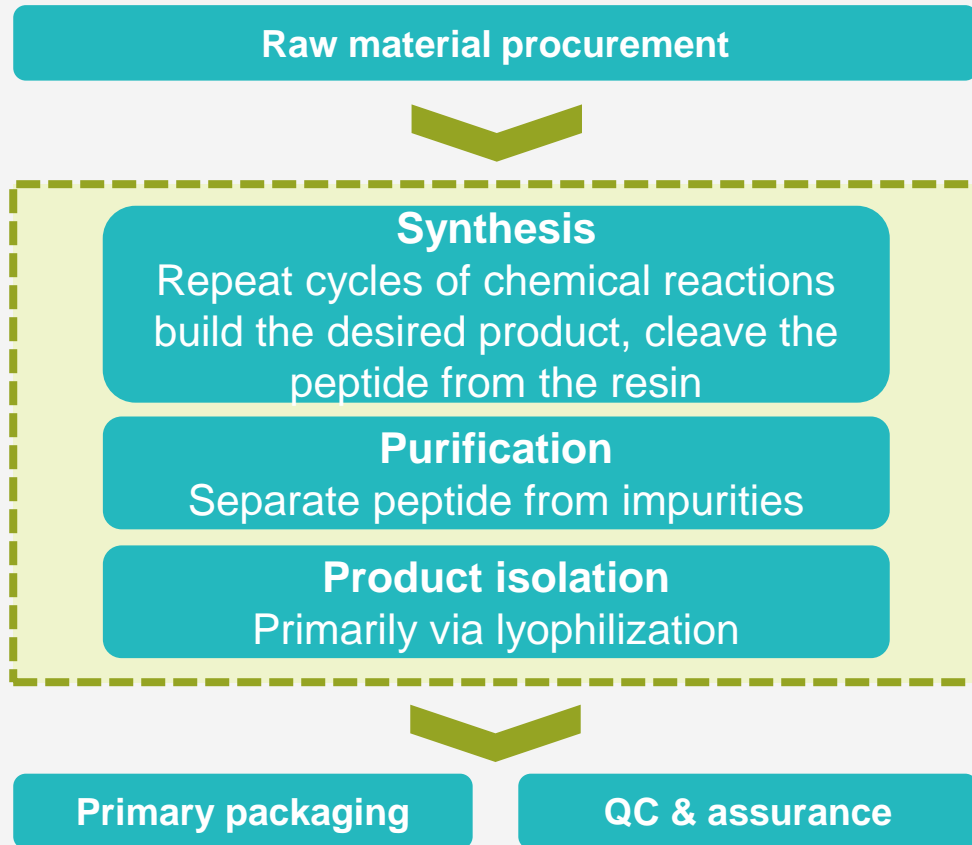 Raw material procurement
Synthesis
Repeat cycles of chemical reactions
build the desired product, cleave the
peptide from the resin
Purification
Separate peptide from impurities
Product isolation
Primarily via lyophilization
Primary packaging
QC & assurance